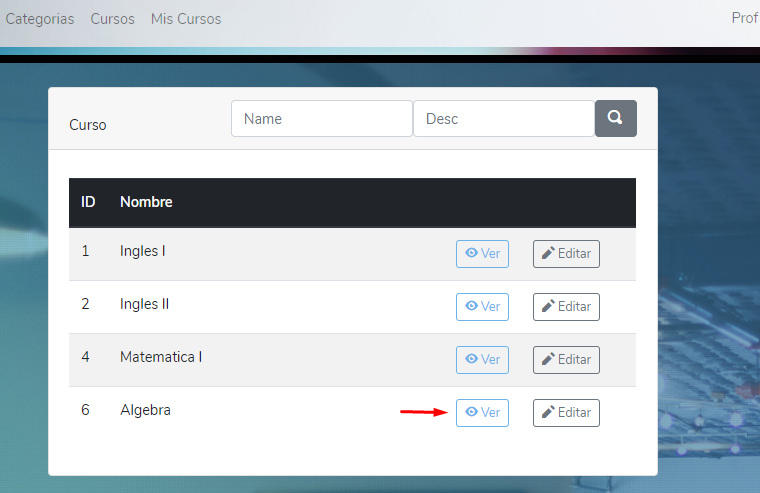 Categorias Cursos Mis Cursos Prof
Curso Name Desc
ID Nombre
1 Ingles I Ver Editar
2 Ingles II Ver Editar
4 Matematica I Ver Editar
6 Algebra Ver Editar